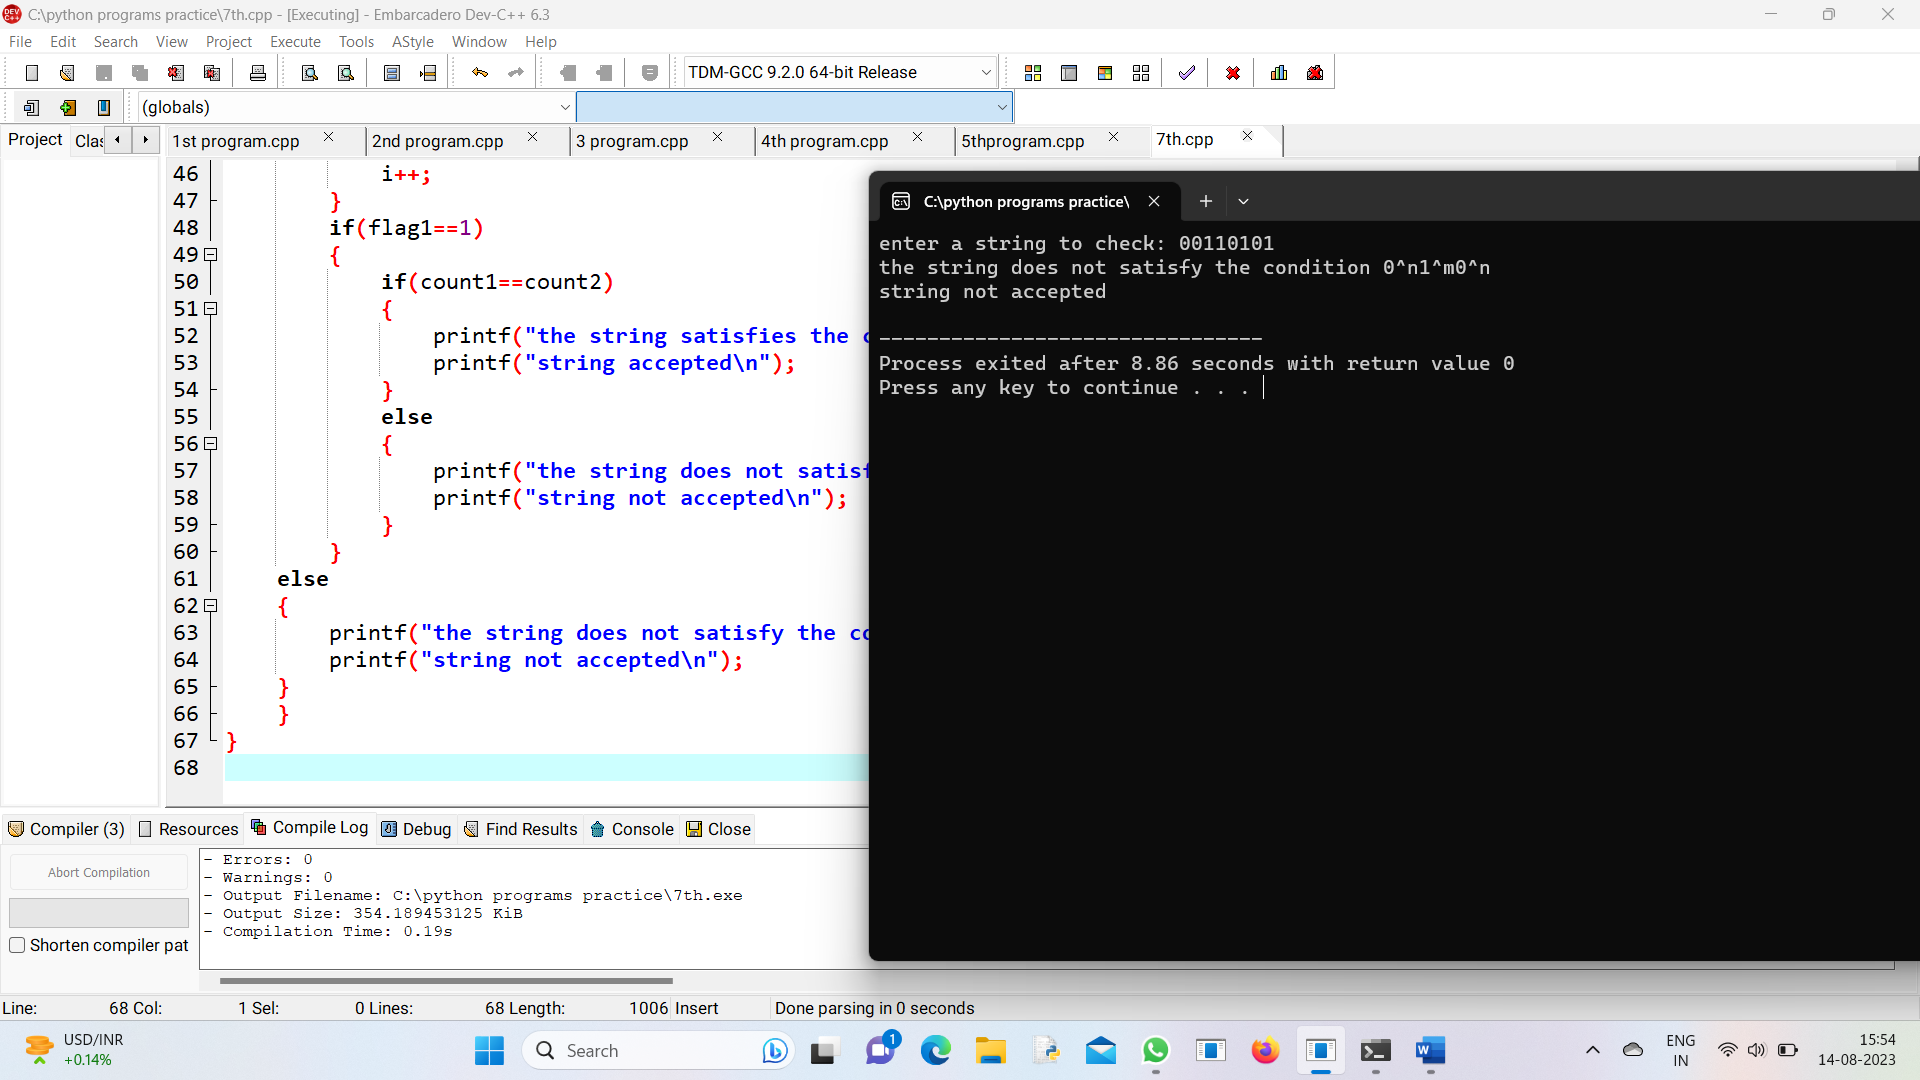 C:\python programs practice\7th.cpp - [Executing] - Embarcadero Dev-C++ 6.3
File Edit Search View Project Execute Tools AStyle Window Help
TDM-GCC 9.2.0 64-bit Release
(globals)
Project Clas 1st program.cpp 2nd program.cpp 3 program.cpp 4th program.cpp 5thprogram.cpp 7th.cpp
46 i++;
47 }
48 if(flag1==1)
49 {
50 if(count1==count2)
51 {
52 printf("the string satisfies the c
53 printf("string accepted\n");
54 }
55 else
56 {
57 printf("the string does not satisf
58 printf("string not accepted\n");
59 }
60 }
61 else
62 {
63 printf("the string does not satisfy the co
64 printf("string not accepted\n");
65 }
66 }
67 }
68
C:\python programs practice\
enter a string to check: 00110101
the string does not satisfy the condition 0^n1^m0^n
string not accepted
--------------------------------
Process exited after 8.86 seconds with return value 0
Press any key to continue . . .
Compiler (3) Resources Compile Log Debug Find Results Console Close
Abort Compilation
Shorten compiler pat
- Errors: 0
- Warnings: 0
- Output Filename: C:\python programs practice\7th.exe
- Output Size: 354.189453125 KiB
- Compilation Time: 0.19s
Line: 68 Col: 1 Sel: 0 Lines: 68 Length: 1006 Insert Done parsing in 0 seconds
USD/INR
+0.14%
Search
1
ENG
IN
15:54
14-08-2023